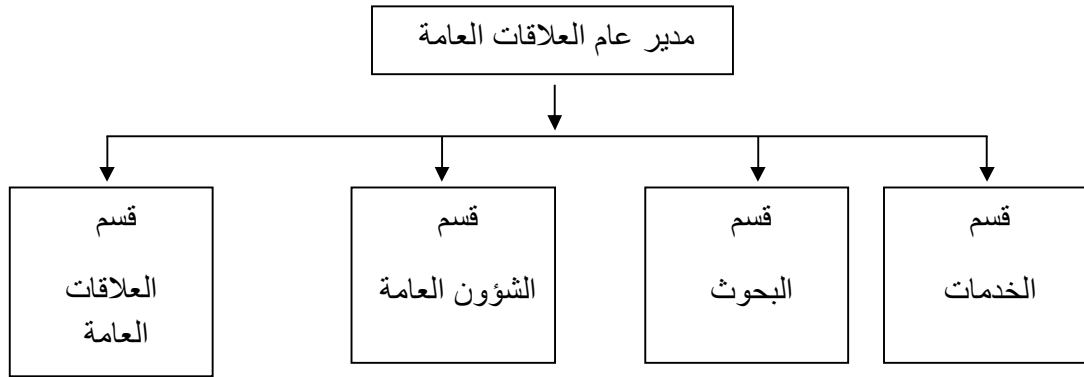 مدير عام العلاقات العامة
قسم
الخدمات
قسم
البحوث
قسم
الشؤون العامة
قسم
العلاقات
العامة